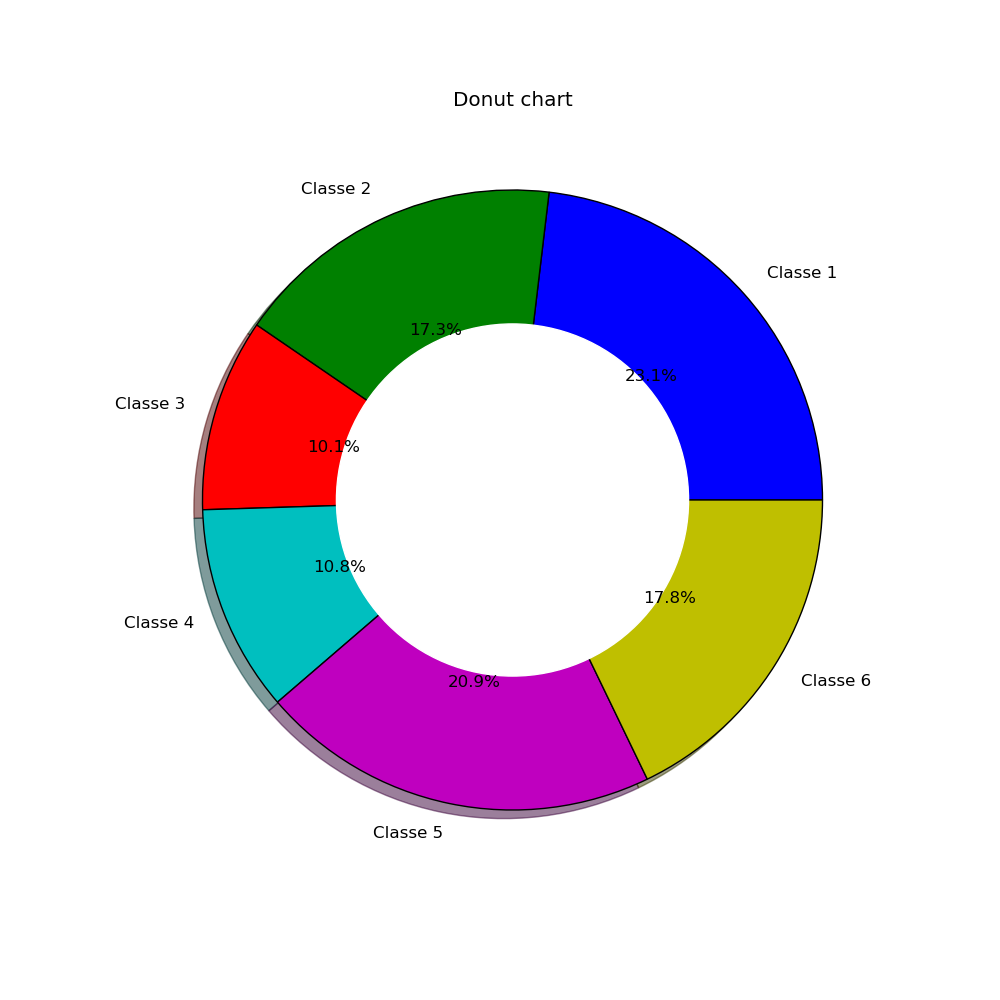 Donut chart
Classe 2
Classe 1
17.3%
23.1%
Classe 3
10.1%
10.8%
17.8%
Classe 4
20.9%
Classe 6
Classe 5